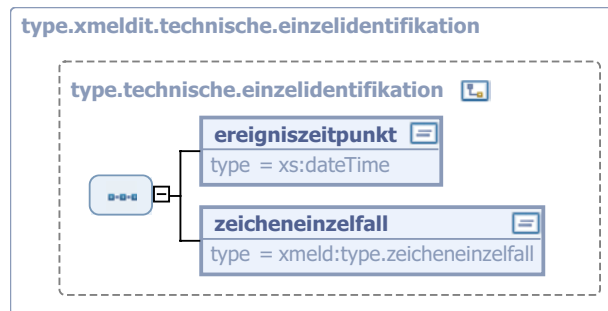 type.xmeldit.technische.einzelidentifikation
type.technische.einzelidentifikation
ereigniszeitpunkt
type = xs:dateTime
zeicheneinzelfall
type = xmeld:type.zeicheneinzelfall